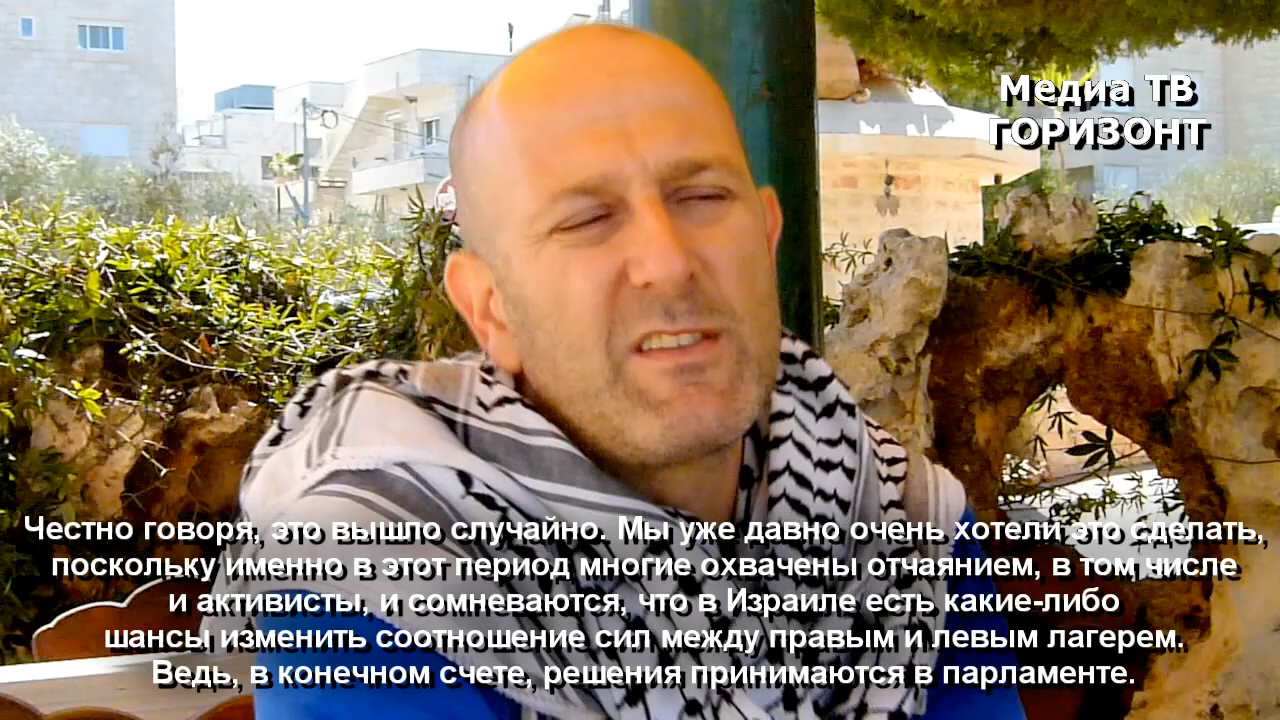 Медиа ТВ
ГОРИЗОНТ
Честно говоря, это вышло случайно. Мы уже давно очень хотели это сделать,
поскольку именно в этот период многие охвачены отчаянием, в том числе
и активисты, и сомневаются, что в Израиле есть какие-либо
шансы изменить соотношение сил между правым и левым лагерем.
Ведь, в конечном счете, решения принимаются в парламенте.